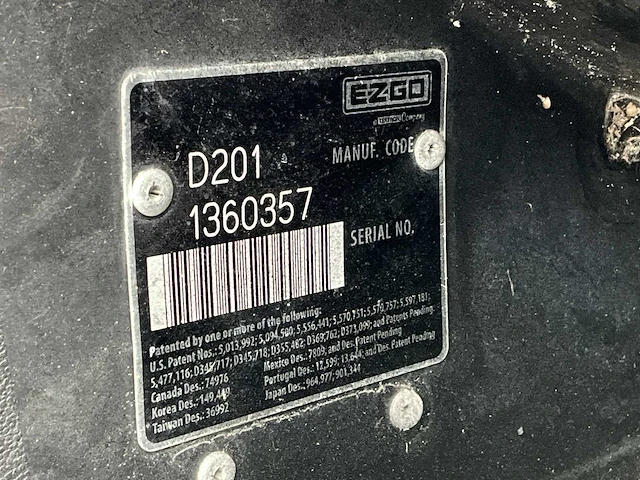 EZGO
a TEXTRON Company
D201 MANUF. CODE
1360357 SERIAL NO.
Patented by one or more of the following:
U.S. Patent Nos.: 5,013,992; 5,094,500; 5,556,441; 5,570,751; 5,570,757; 5,597,181;
5,477,116; D345,717; D345,718; D355,482; D369,762; D373,099; and Patents Pending.
Canada Des.: 74976 Mexico Des.: 7809, and Des. Patent Pending
Korea Des.: Portugal Des.: 12,599; 13,644; and Des. Patent Pending
Taiwan Des.: 36992 Japan Des.: 964,977; 901,344